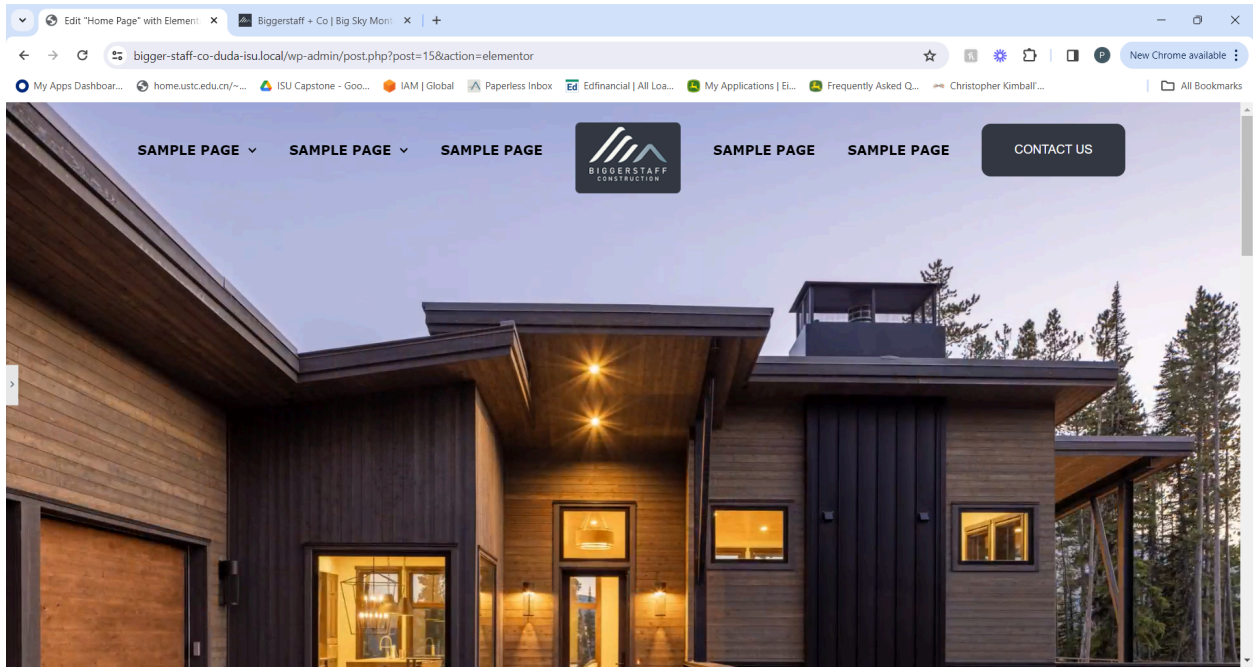 Edit "Home Page" with Element
Biggerstaff + Co | Big Sky Mont
bigger-staff-co-duda-isu.local/wp-admin/post.php?post=15&action=elementor
P
New Chrome available
My Apps Dashboar...
home.ustc.edu.cn/~...
ISU Capstone - Goo...
IAM | Global
Paperless Inbox
Ed
Edfinancial | All Loa...
My Applications | Ei...
Frequently Asked Q...
Christopher Kimball'...
All Bookmarks
SAMPLE PAGE
SAMPLE PAGE
SAMPLE PAGE
BIGGERSTAFF
CONSTRUCTION
SAMPLE PAGE
SAMPLE PAGE
CONTACT US